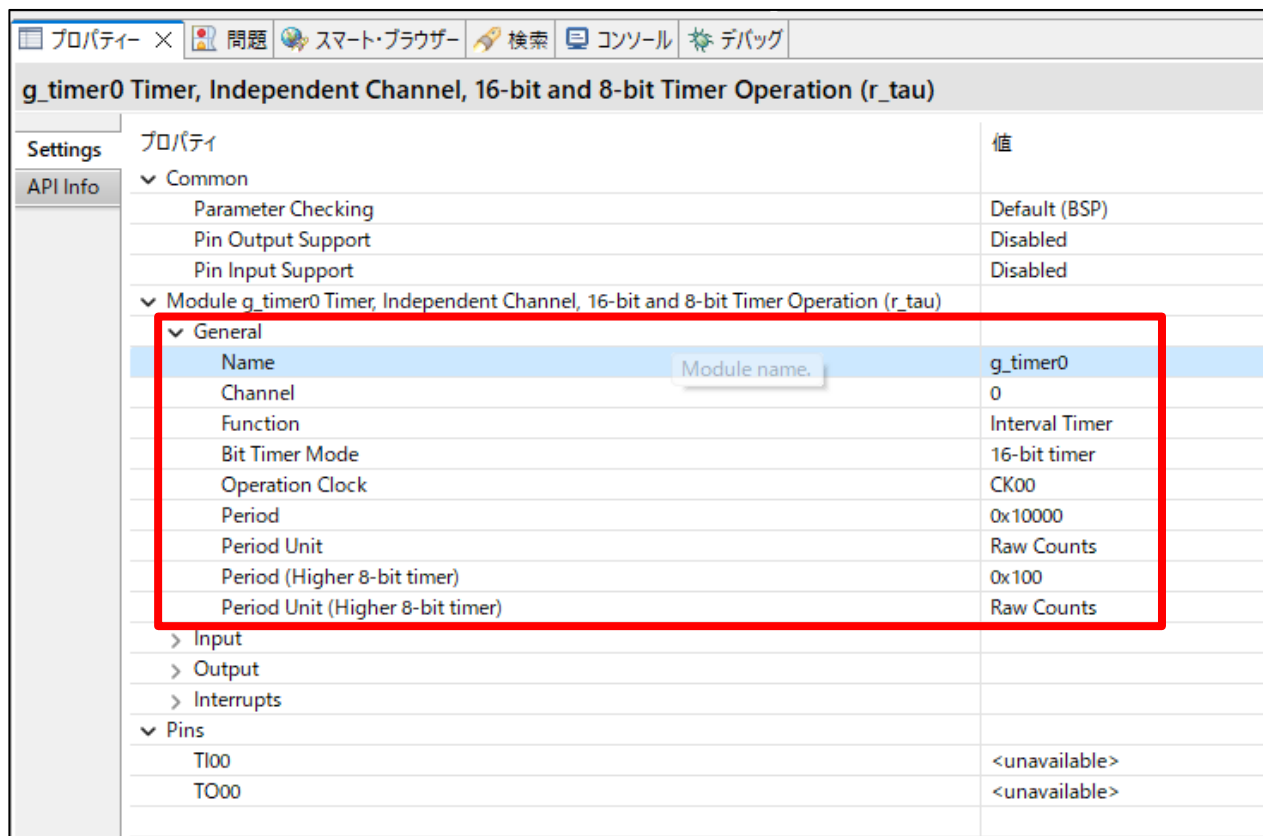 プロパティー 問題 スマート・ブラウザー 検索 コンソール デバッグ
g_timer0 Timer, Independent Channel, 16-bit and 8-bit Timer Operation (r_tau)
Settings
API Info
プロパティ 値
Common
Parameter Checking Default (BSP)
Pin Output Support Disabled
Pin Input Support Disabled
Module g_timer0 Timer, Independent Channel, 16-bit and 8-bit Timer Operation (r_tau)
General
Name Module name. g_timer0
Channel 0
Function Interval Timer
Bit Timer Mode 16-bit timer
Operation Clock CK00
Period 0x10000
Period Unit Raw Counts
Period (Higher 8-bit timer) 0x100
Period Unit (Higher 8-bit timer) Raw Counts
Input
Output
Interrupts
Pins
TI00 <unavailable>
TO00 <unavailable>